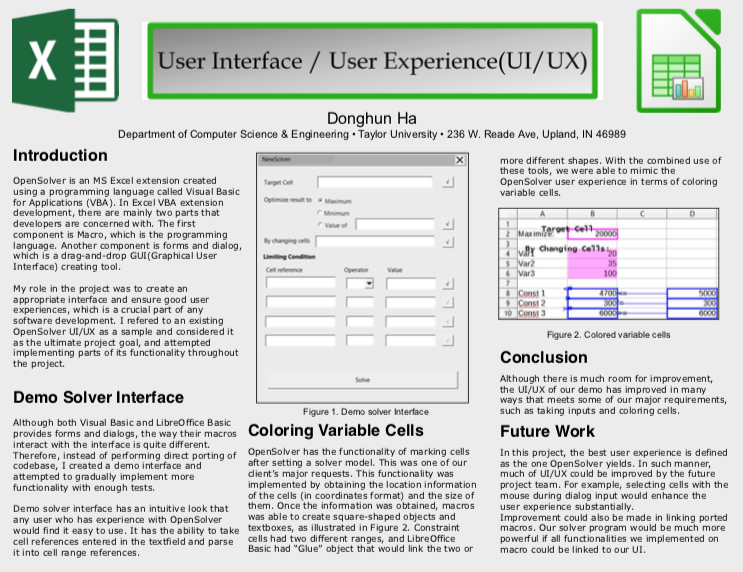 X
User Interface / User Experience(UI/UX)
Donghun Ha
Department of Computer Science & Engineering • Taylor University • 236 W. Reade Ave, Upland, IN 46989
Introduction
OpenSolver is an MS Excel extension created
using a programming language called Visual Basic
for Applications (VBA). In Excel VBA extension
development, there are mainly two parts that
developers are concerned with. The first
component is Macro, which is the programming
language. Another component is forms and dialog,
which is a drag-and-drop GUI(Graphical User
Interface) creating tool.
My role in the project was to create an
appropriate interface and ensure good user
experiences, which is a crucial part of any
software development. I refered to an existing
OpenSolver UI/UX as a sample and considered it
as the ultimate project goal, and attempted
implementing parts of its functionality throughout
the project.
Demo Solver Interface
Although both Visual Basic and LibreOffice Basic
provides forms and dialogs, the way their macros
interact with the interface is quite different.
Therefore, instead of performing direct porting of
codebase, I created a demo interface and
attempted to gradually implement more
functionality with enough tests.
Demo solver interface has an intuitive look that
any user who has experience with OpenSolver
would find it easy to use. It has the ability to take
cell references entered in the textfield and parse
it into cell range references.
NewSolver
Target Cell
Optimize result to
Maximum
Minimum
Value of
By changing cells
Limiting Condition
Cell reference Operator Value
Solve
Figure 1. Demo solver Interface
Coloring Variable Cells
OpenSolver has the functionality of marking cells
after setting a solver model. This was one of our
client's major requests. This functionality was
implemented by obtaining the location information
of the cells (in coordinates format) and the size of
them. Once the information was obtained, macros
was able to create square-shaped objects and
textboxes, as illustrated in Figure 2. Constraint
cells had two different ranges, and LibreOffice
Basic had "Glue" object that would link the two or
more different shapes. With the combined use of
these tools, we were able to mimic the
OpenSolver user experience in terms of coloring
variable cells.
A B C D
1 Target Cell
2 Maximize: 20000
3 By Changing Cells:
4 Var1 20
5 Var2 35
6 Var3 100
7
8 Const 1 4700 <= 5000
9 Const 2 300 = 300
10 Const 3 6000 >= 6000
Figure 2. Colored variable cells
Conclusion
Although there is much room for improvement,
the UI/UX of our demo has improved in many
ways that meets some of our major requirements,
such as taking inputs and coloring cells.
Future Work
In this project, the best user experience is defined
as the one OpenSolver yields. In such manner,
much of UI/UX could be improved by the future
project team. For example, selecting cells with the
mouse during dialog input would enhance the
user experience substantially.
Improvement could also be made in linking ported
macros. Our solver program would be much more
powerful if all functionalities we implemented on
macro could be linked to our UI.